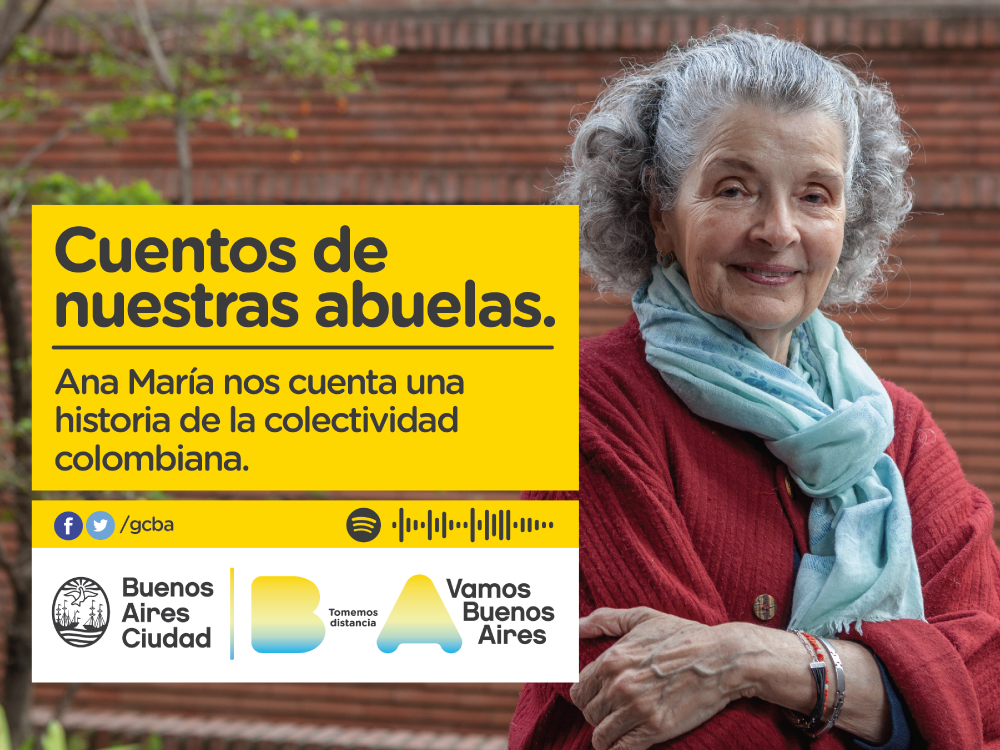 Cuentos de
nuestras abuelas.
Ana María nos cuenta una
historia de la colectividad
colombiana.
/gcba
Buenos
Aires
Ciudad
B
Tomemos
distancia
A
Vamos
Buenos
Aires